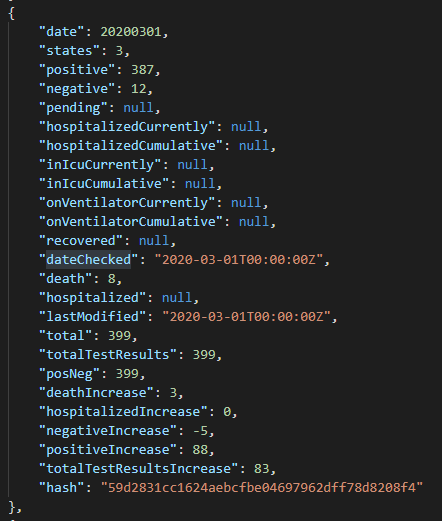 {
"date": 20200301,
"states": 3,
"positive": 387,
"negative": 12,
"pending": null,
"hospitalizedCurrently": null,
"hospitalizedCumulative": null,
"inIcuCurrently": null,
"inIcuCumulative": null,
"onVentilatorCurrently": null,
"onVentilatorCumulative": null,
"recovered": null,
"dateChecked": "2020-03-01T00:00:00Z",
"death": 8,
"hospitalized": null,
"lastModified": "2020-03-01T00:00:00Z",
"total": 399,
"totalTestResults": 399,
"posNeg": 399,
"deathIncrease": 3,
"hospitalizedIncrease": 0,
"negativeIncrease": -5,
"positiveIncrease": 88,
"totalTestResultsIncrease": 83,
"hash": "59d2831cc1624aebcfbe04697962dff78d8208f4"
},